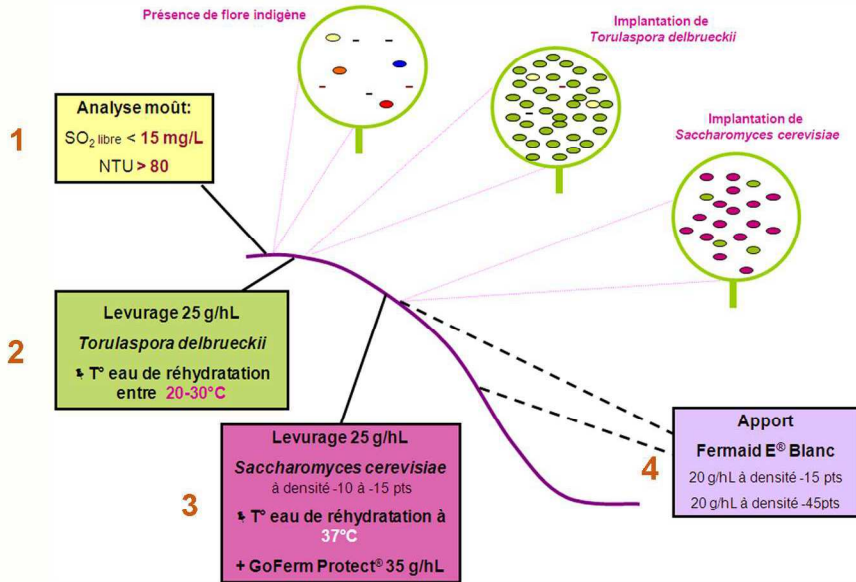 Présence de flore indigène
Implantation de
Torulaspora delbrueckii
Implantation de
Saccharomyces cerevisiae
1
Analyse moût:
SO2 libre < 15 mg/L
NTU > 80
2
Levurage 25 g/hL
Torulaspora delbrueckii
T° eau de réhydratation
entre 20-30°C
3
Levurage 25 g/hL
Saccharomyces cerevisiae
à densité -10 à -15 pts
T° eau de réhydratation à
37°C
+ GoFerm Protect® 35 g/hL
4
Apport
Fermaid E® Blanc
20 g/hL à densité -15 pts
20 g/hL à densité -45pts